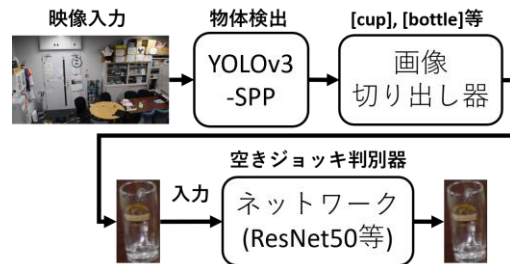 映像入力
物体検出
[cup], [bottle]等
YOLOv3
-SPP
画像
切り出し器
空きジョッキ判別器
入力
ネットワーク
(ResNet50等)